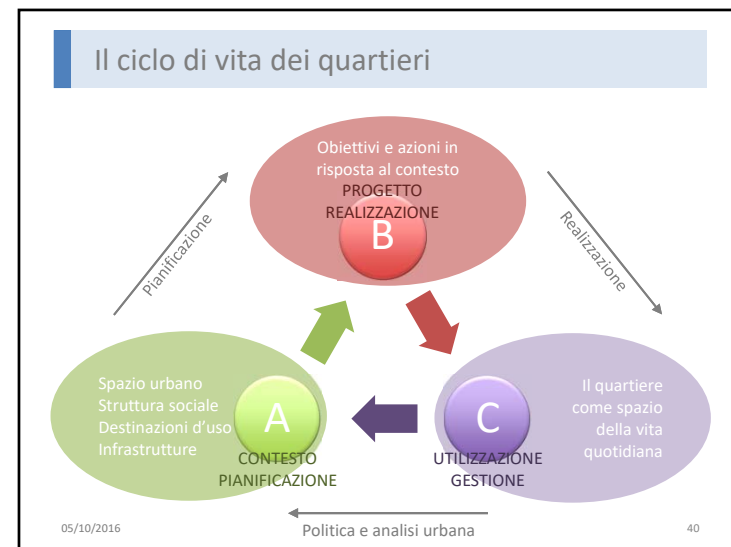 Il ciclo di vita dei quartieri
Obiettivi e azioni in
risposta al contesto
PROGETTO
REALIZZAZIONE
B
Pianificazione
Realizzazione
Spazio urbano
Struttura sociale
Destinazioni d'uso
Infrastrutture
A
CONTESTO
PIANIFICAZIONE
C
UTILIZZAZIONE
GESTIONE
Il quartiere
come spazio
della vita
quotidiana
Politica e analisi urbana
05/10/2016
40